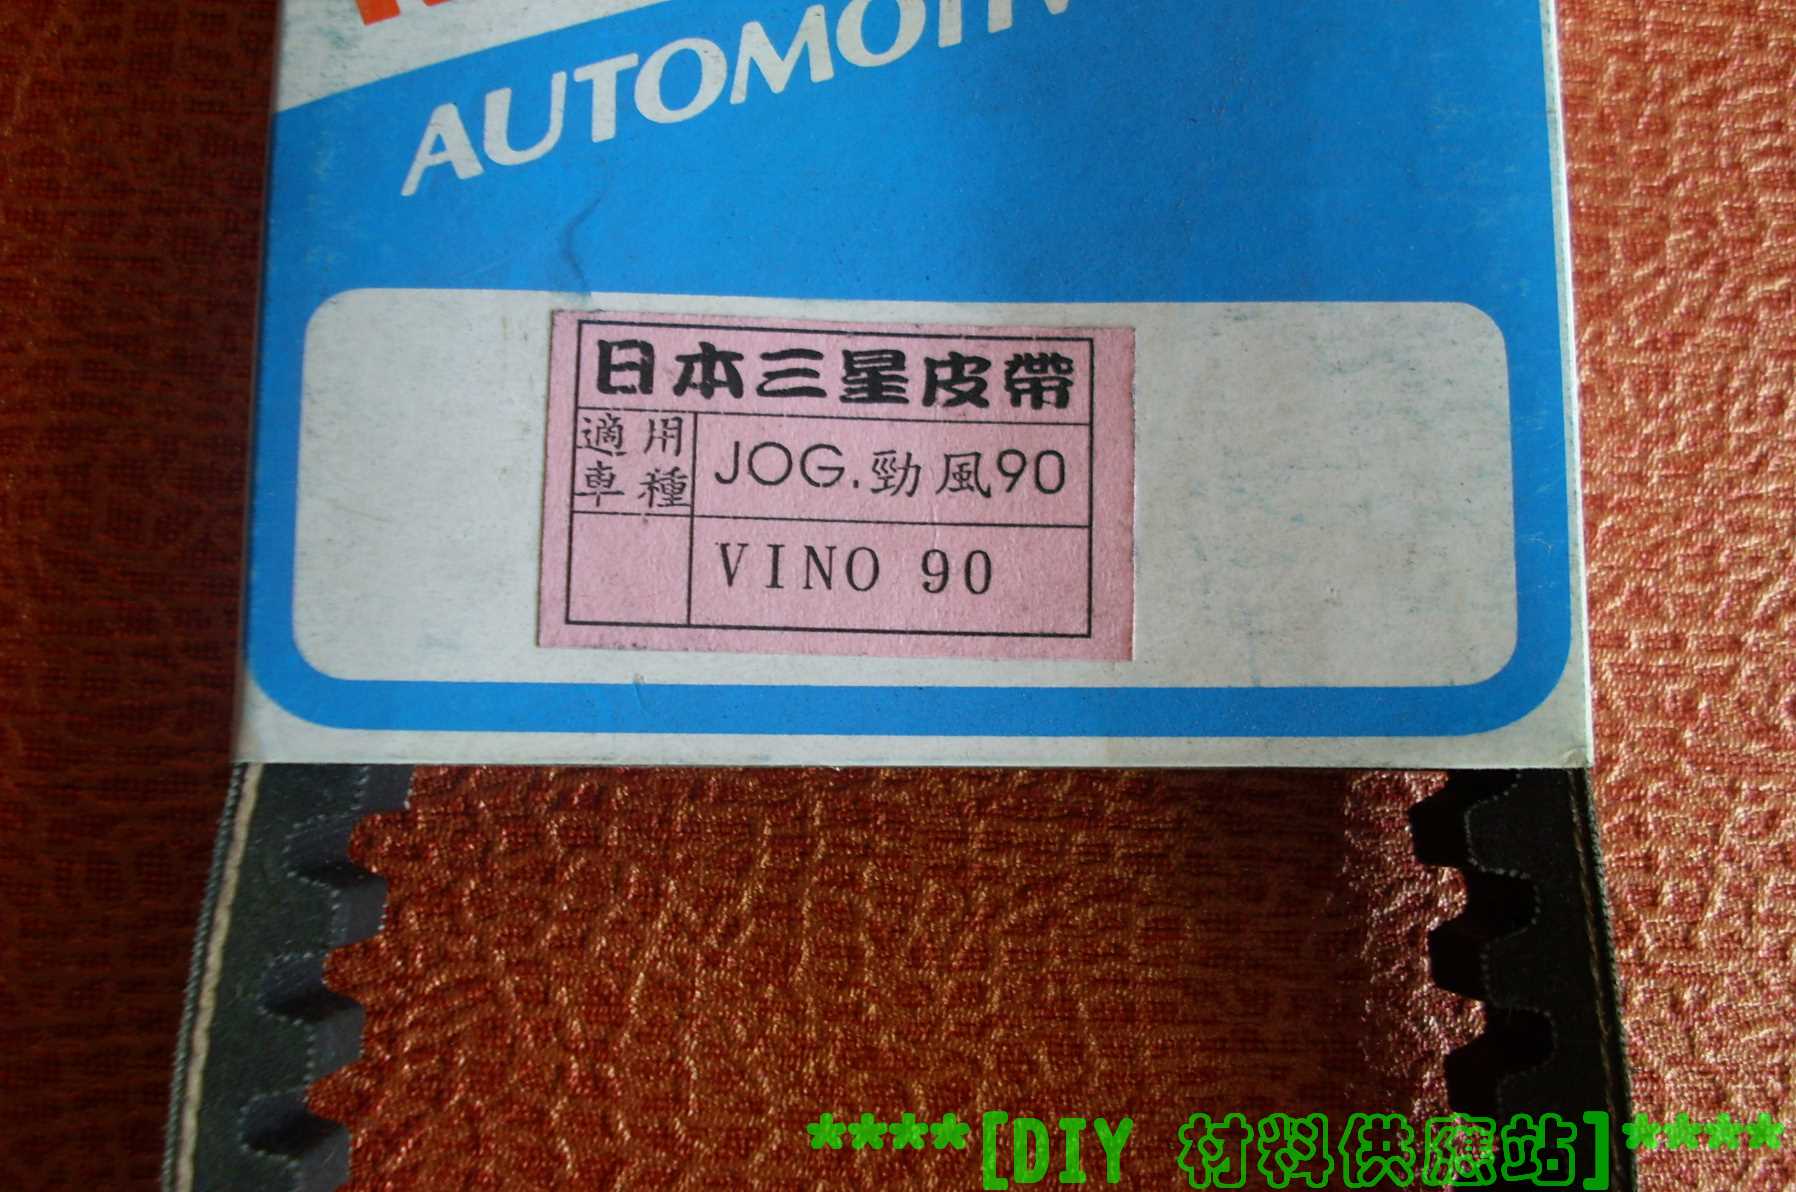 AUTOMOTIV
日本三星皮帶
適用
車種
JOG.勁風90
VINO 90
****[DIY 材料供應站]****